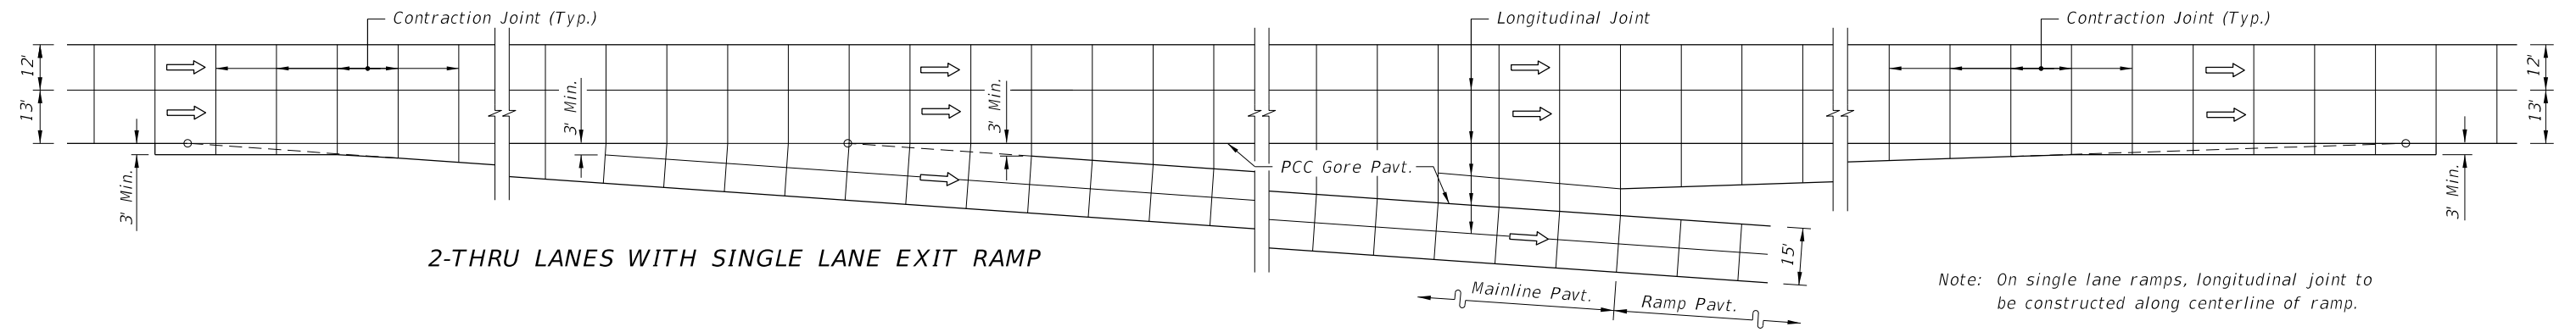 Contraction Joint (Typ.)
Longitudinal Joint
Contraction Joint (Typ.)
12'
13'
3' Min.
3' Min.
3' Min.
12'
13'
3' Min.
PCC Gore Pavt.
15'
2-THRU LANES WITH SINGLE LANE EXIT RAMP
Mainline Pavt.
Ramp Pavt.
Note: On single lane ramps, longitudinal joint to
be constructed along centerline of ramp.